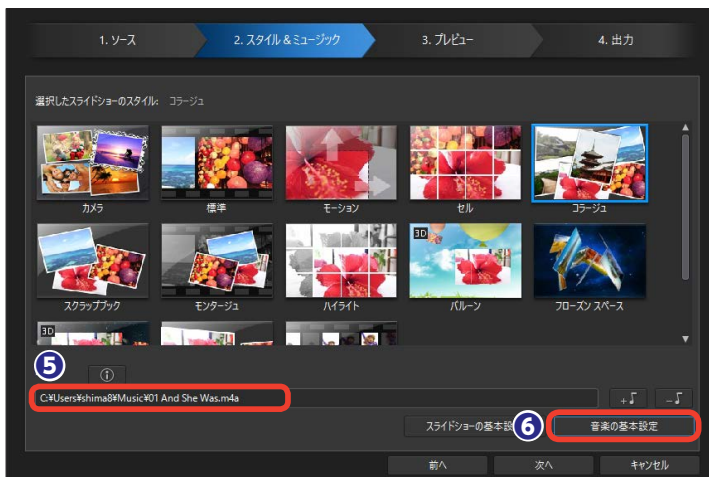 1. ソース
2. スタイル & ミュージック
3. プレビュー
4. 出力
選択したスライドショーのスタイル: コラージュ
カメラ
標準
モーション
セル
コラージュ
スクラップブック
モンタージュ
ハイライト
3D
バルーン
フローズン スペース
3D
5
C:¥Users¥shima8¥Music¥01 And She Was.m4a
スライドショーの基本設
6
音楽の基本設定
前へ
次へ
キャンセル